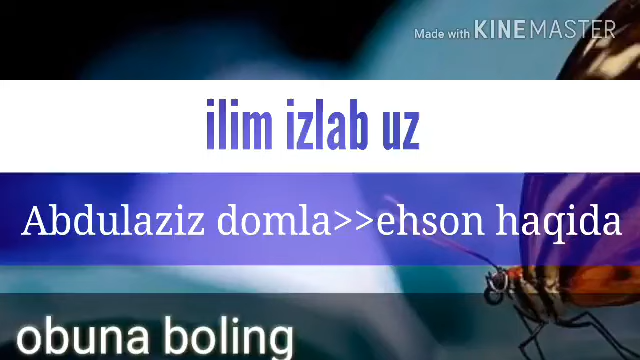 Made with KINEMASTER
ilim izlab uz
Abdulaziz domla>>ehson haqida
obuna boling